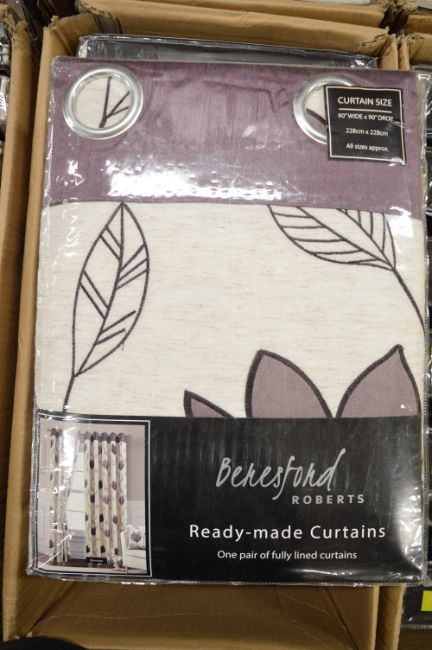 CURTAIN SIZE
90" WIDE x 90" DROP
228cm x 228cm
All sizes approx.
Beresford
ROBERTS
Ready-made Curtains
One pair of fully lined curtains